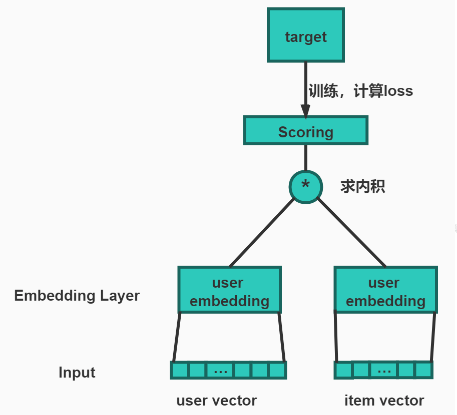 target
训练，计算loss
Scoring
*
求内积
Embedding Layer
user
embedding
user
embedding
Input
...
...
user vector
item vector